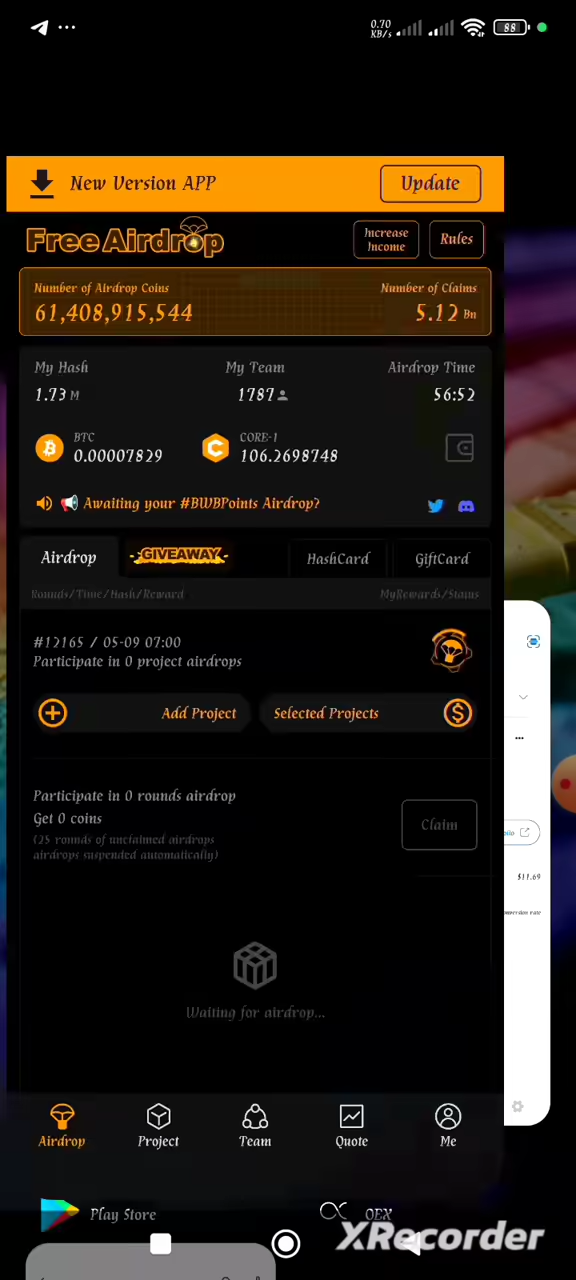 0.70
KB/s
88
New Version APP
Update
Free Airdrop
Increase
Income
Rules
Number of Airdrop Coins
Number of Claims
61,408,915,544
5.12 Bn
My Hash
My Team
Airdrop Time
1.73 M
1787
56:52
BTC
0.00007829
CORE-1
106.2698748
Awaiting your #BWBPoints Airdrop?
Airdrop
GIVEAWAY
HashCard
GiftCard
Rounds/Time/Hash/Reward
MyRewards/Status
#12165 / 05-09 07:00
Participate in 0 project airdrops
Add Project
Selected Projects
Participate in 0 rounds airdrop
Get 0 coins
(25 rounds of unclaimed airdrops
airdrops suspended automatically)
Claim
$11.69
Waiting for airdrop...
Airdrop
Project
Team
Quote
Me
Play Store
OEX
XRecorder